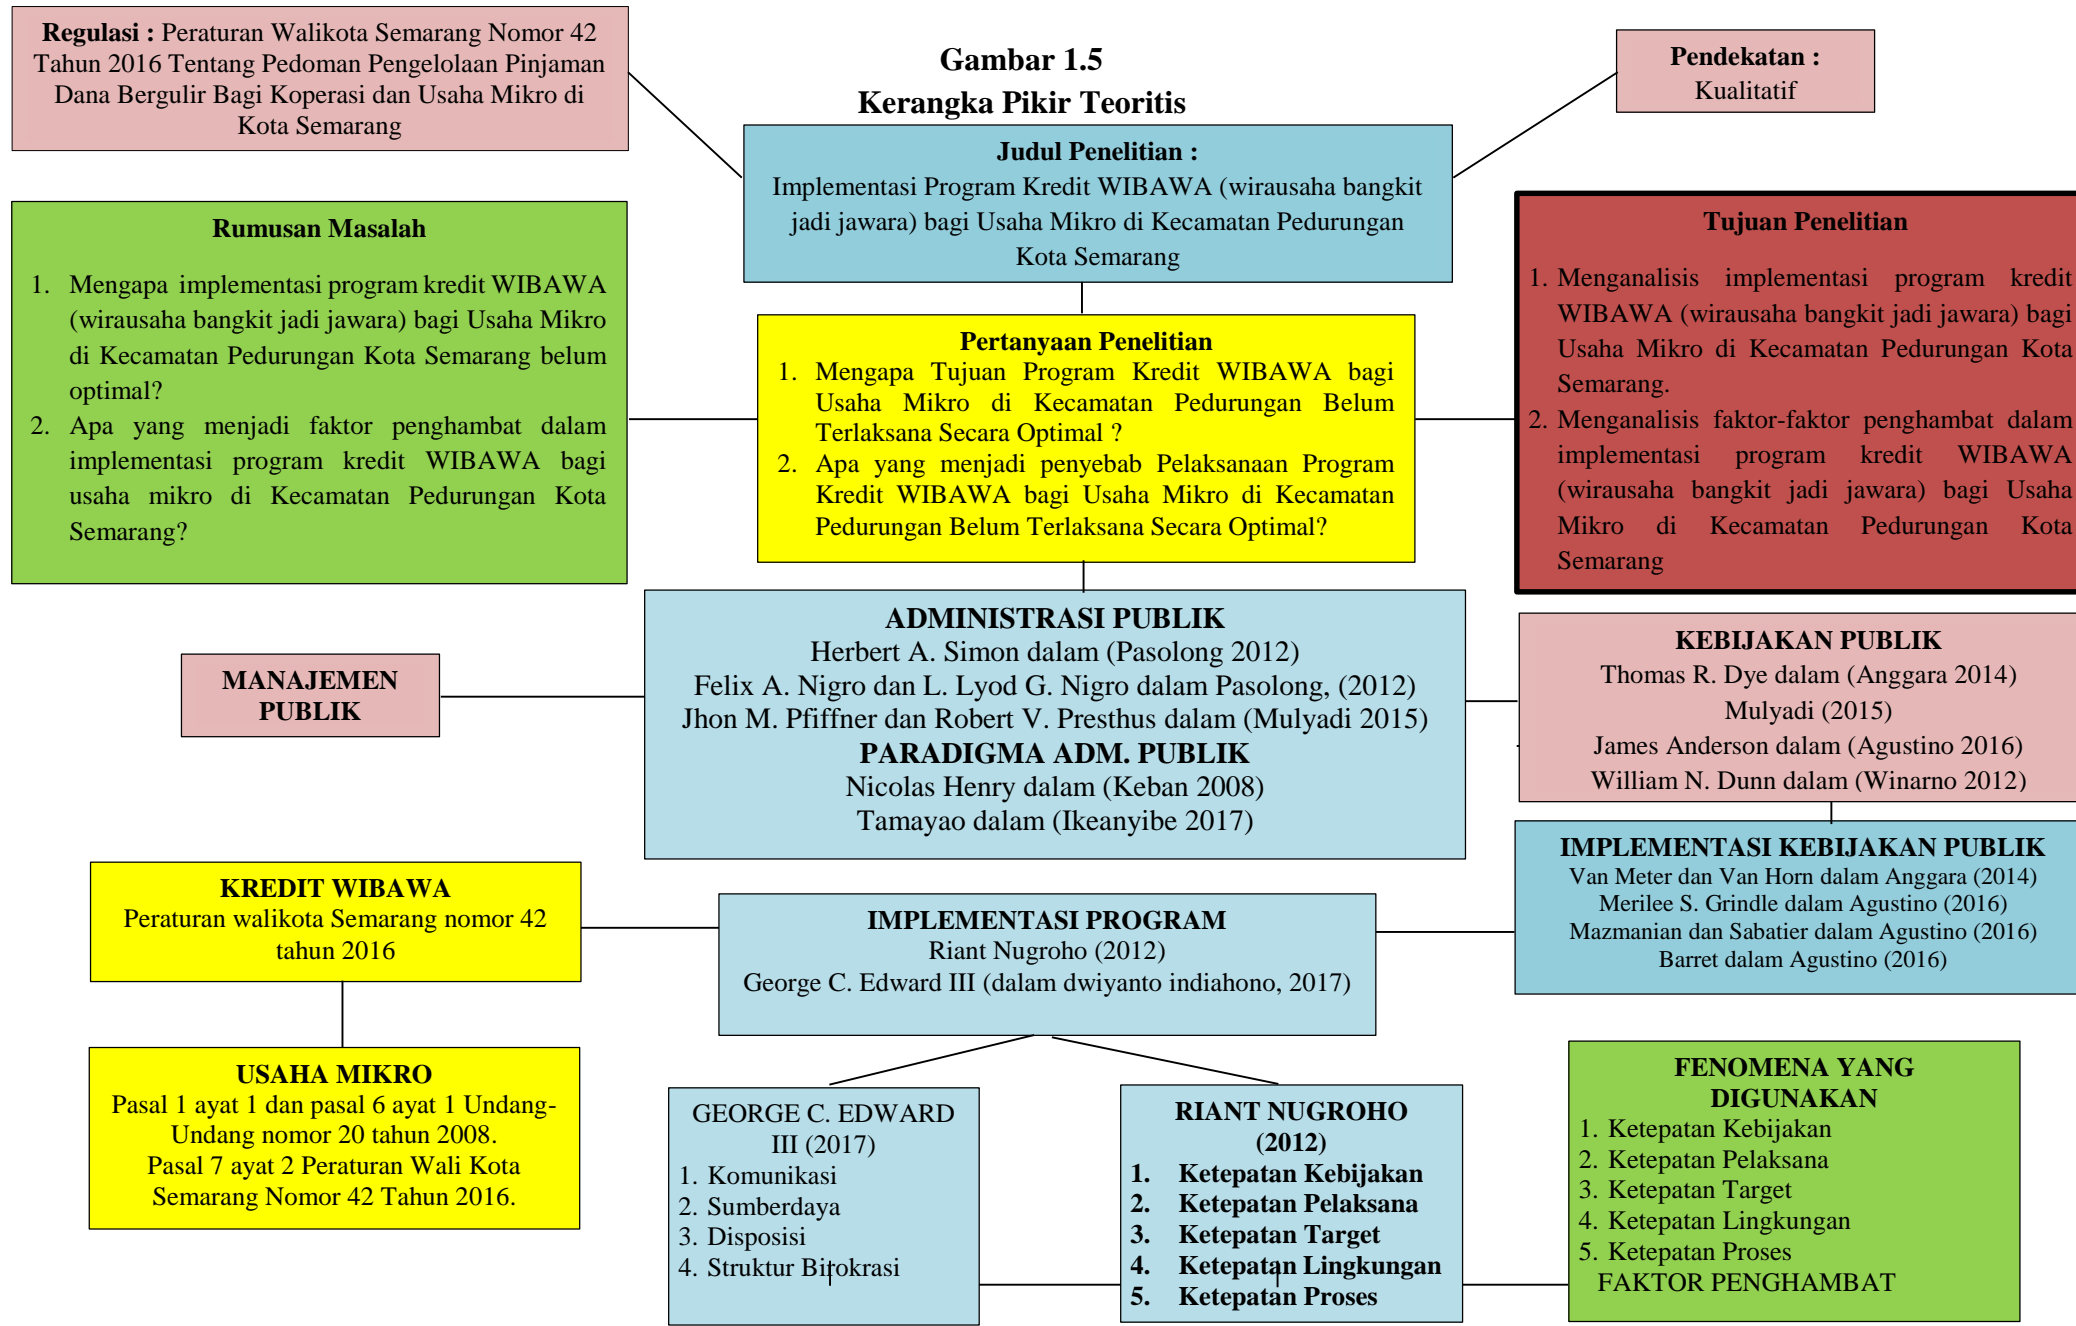 Regulasi : Peraturan Walikota Semarang Nomor 42
Tahun 2016 Tentang Pedoman Pengelolaan Pinjaman
Dana Bergulir Bagi Koperasi dan Usaha Mikro di
Kota Semarang
Gambar 1.5
Kerangka Pikir Teoritis
Pendekatan :
Kualitatif
Judul Penelitian :
Implementasi Program Kredit WIBAWA (wirausaha bangkit
jadi jawara) bagi Usaha Mikro di Kecamatan Pedurungan
Kota Semarang
Rumusan Masalah
1. Mengapa implementasi program kredit WIBAWA
(wirausaha bangkit jadi jawara) bagi Usaha Mikro
di Kecamatan Pedurungan Kota Semarang belum
optimal?
2. Apa yang menjadi faktor penghambat dalam
implementasi program kredit WIBAWA bagi
usaha mikro di Kecamatan Pedurungan Kota
Semarang?
Pertanyaan Penelitian
1. Mengapa Tujuan Program Kredit WIBAWA bagi
Usaha Mikro di Kecamatan Pedurungan Belum
Terlaksana Secara Optimal ?
2. Apa yang menjadi penyebab Pelaksanaan Program
Kredit WIBAWA bagi Usaha Mikro di Kecamatan
Pedurungan Belum Terlaksana Secara Optimal?
Tujuan Penelitian
1. Menganalisis implementasi program kredit
WIBAWA (wirausaha bangkit jadi jawara) bagi
Usaha Mikro di Kecamatan Pedurungan Kota
Semarang.
2. Menganalisis faktor-faktor penghambat dalam
implementasi program kredit WIBAWA
(wirausaha bangkit jadi jawara) bagi Usaha
Mikro di Kecamatan Pedurungan Kota
Semarang
MANAJEMEN
PUBLIK
ADMINISTRASI PUBLIK
Herbert A. Simon dalam (Pasolong 2012)
Felix A. Nigro dan L. Lyod G. Nigro dalam Pasolong, (2012)
Jhon M. Pfiffner dan Robert V. Presthus dalam (Mulyadi 2015)
PARADIGMA ADM. PUBLIK
Nicolas Henry dalam (Keban 2008)
Tamayao dalam (Ikeanyibe 2017)
KEBIJAKAN PUBLIK
Thomas R. Dye dalam (Anggara 2014)
Mulyadi (2015)
James Anderson dalam (Agustino 2016)
William N. Dunn dalam (Winarno 2012)
KREDIT WIBAWA
Peraturan walikota Semarang nomor 42
tahun 2016
IMPLEMENTASI PROGRAM
Riant Nugroho (2012)
George C. Edward III (dalam dwiyanto indiahono, 2017)
IMPLEMENTASI KEBIJAKAN PUBLIK
Van Meter dan Van Horn dalam Anggara (2014)
Merilee S. Grindle dalam Agustino (2016)
Mazmanian dan Sabatier dalam Agustino (2016)
Barret dalam Agustino (2016)
USAHA MIKRO
Pasal 1 ayat 1 dan pasal 6 ayat 1 Undang-
Undang nomor 20 tahun 2008.
Pasal 7 ayat 2 Peraturan Wali Kota
Semarang Nomor 42 Tahun 2016.
GEORGE C. EDWARD
III (2017)
1. Komunikasi
2. Sumberdaya
3. Disposisi
4. Struktur Birokrasi
RIANT NUGROHO
(2012)
1. Ketepatan Kebijakan
2. Ketepatan Pelaksana
3. Ketepatan Target
4. Ketepatan Lingkungan
5. Ketepatan Proses
FENOMENA YANG
DIGUNAKAN
1. Ketepatan Kebijakan
2. Ketepatan Pelaksana
3. Ketepatan Target
4. Ketepatan Lingkungan
5. Ketepatan Proses
FAKTOR PENGHAMBAT